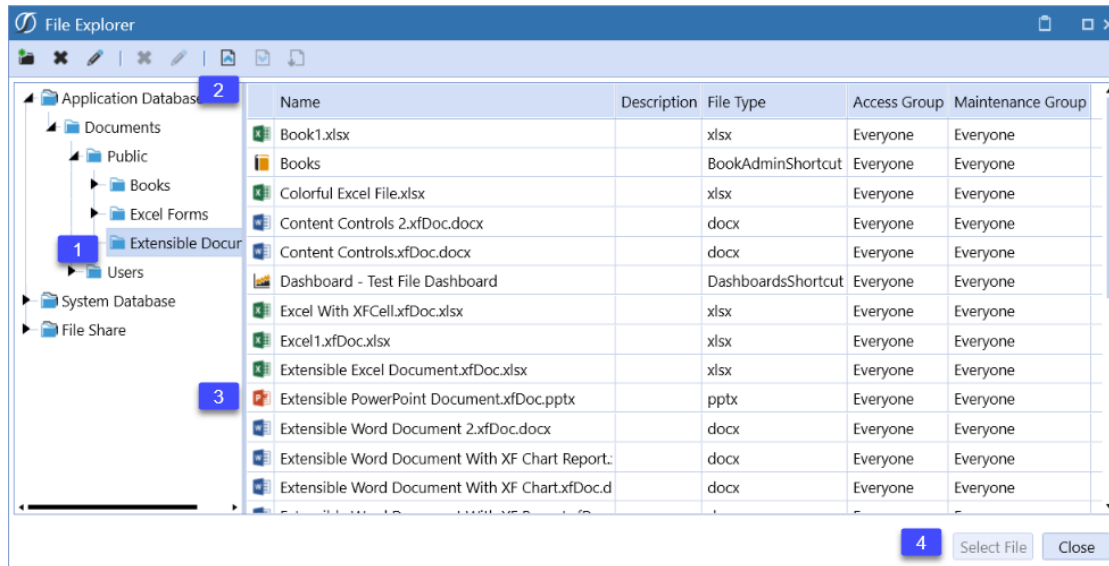 File Explorer
2
Application Database
Documents
Public
Books
Excel Forms
1
Extensible Docur
Users
System Database
File Share
Name Description File Type Access Group Maintenance Group
Book1.xlsx xlsx Everyone Everyone
Books BookAdminShortcut Everyone Everyone
Colorful Excel File.xlsx xlsx Everyone Everyone
Content Controls 2.xfDoc.docx docx Everyone Everyone
Content Controls.xfDoc.docx docx Everyone Everyone
Dashboard - Test File Dashboard DashboardsShortcut Everyone Everyone
Excel With XFCell.xfDoc.xlsx xlsx Everyone Everyone
Excel1.xfDoc.xlsx xlsx Everyone Everyone
Extensible Excel Document.xfDoc.xlsx xlsx Everyone Everyone
3 Extensible PowerPoint Document.xfDoc.pptx pptx Everyone Everyone
Extensible Word Document 2.xfDoc.docx docx Everyone Everyone
Extensible Word Document With XF Chart Report.: docx Everyone Everyone
Extensible Word Document With XF Chart.xfDoc.d docx Everyone Everyone
4 Select File Close